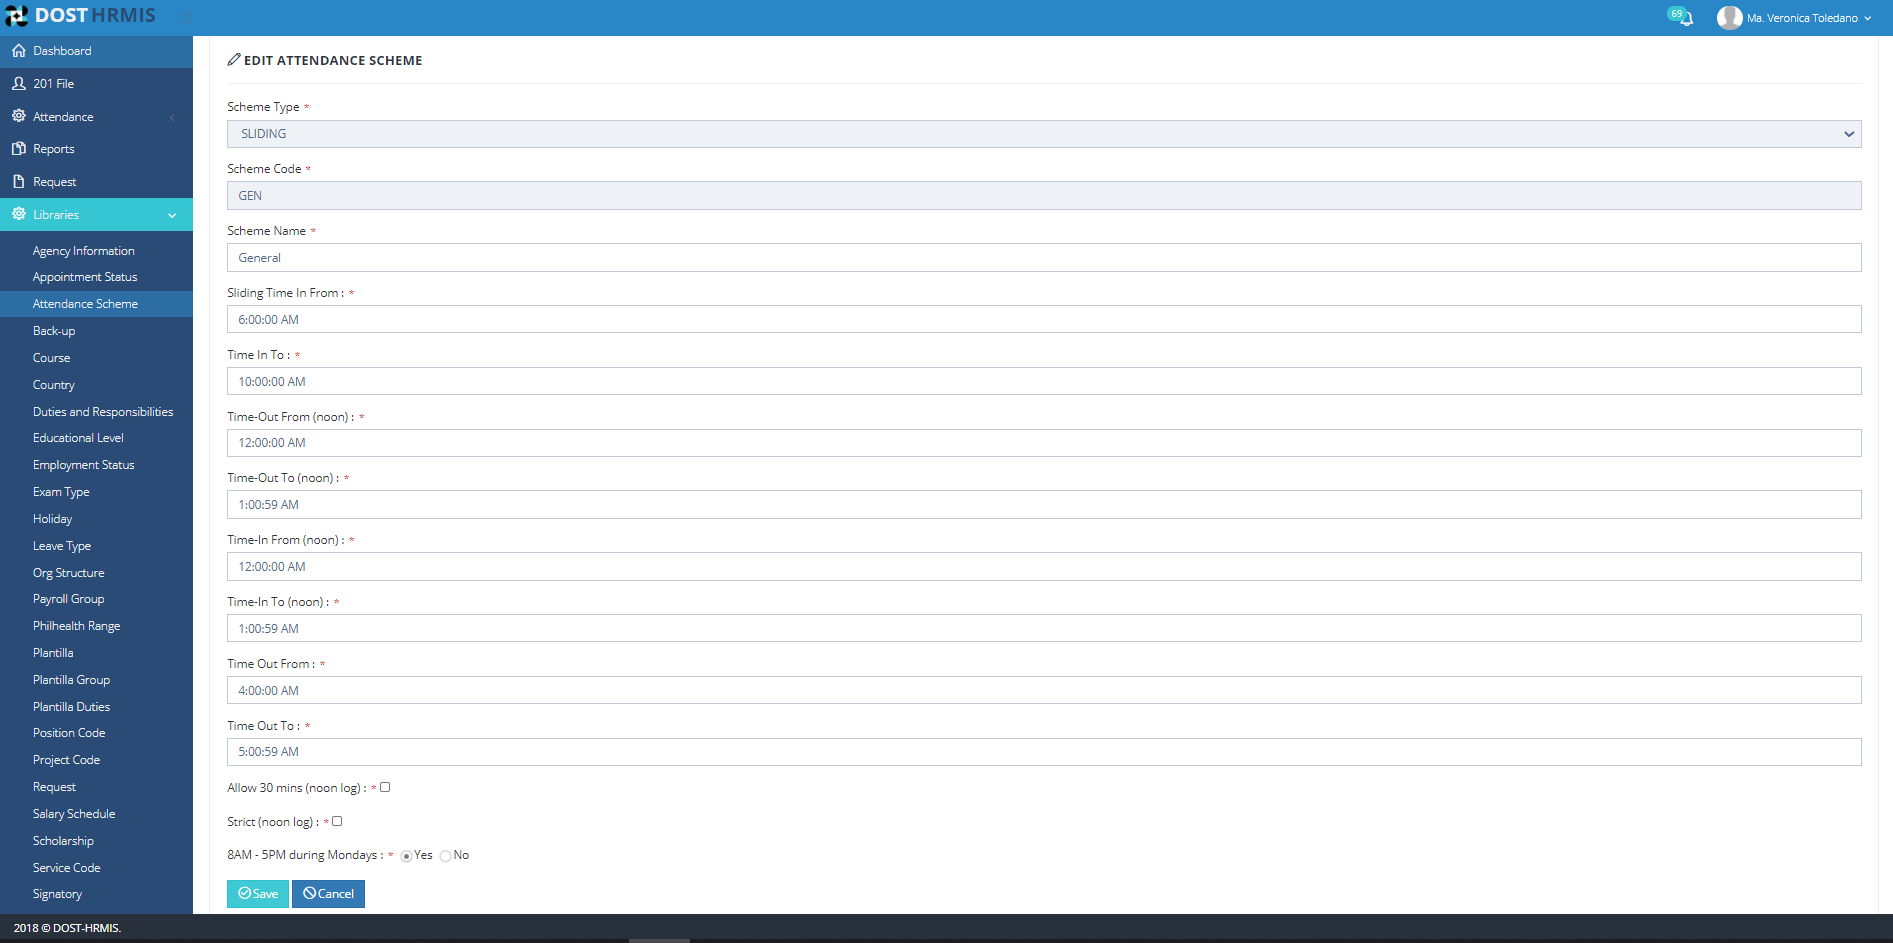 DOST HRMIS
69
Ma. Veronica Toledano
Dashboard
201 File
Attendance
Reports
Request
Libraries
Agency Information
Appointment Status
Attendance Scheme
Back-up
Course
Country
Duties and Responsibilities
Educational Level
Employment Status
Exam Type
Holiday
Leave Type
Org Structure
Payroll Group
Philhealth Range
Plantilla
Plantilla Group
Plantilla Duties
Position Code
Project Code
Request
Salary Schedule
Scholarship
Service Code
Signatory
EDIT ATTENDANCE SCHEME
Scheme Type *
SLIDING
Scheme Code *
GEN
Scheme Name *
General
Sliding Time In From : *
6:00:00 AM
Time In To : *
10:00:00 AM
Time-Out From (noon) : *
12:00:00 AM
Time-Out To (noon) : *
1:00:59 AM
Time-In From (noon) : *
12:00:00 AM
Time-In To (noon) : *
1:00:59 AM
Time Out From : *
4:00:00 AM
Time Out To : *
5:00:59 AM
Allow 30 mins (noon log) : *
Strict (noon log) : *
8AM - 5PM during Mondays : * Yes No
Save Cancel
2018 © DOST-HRMIS.